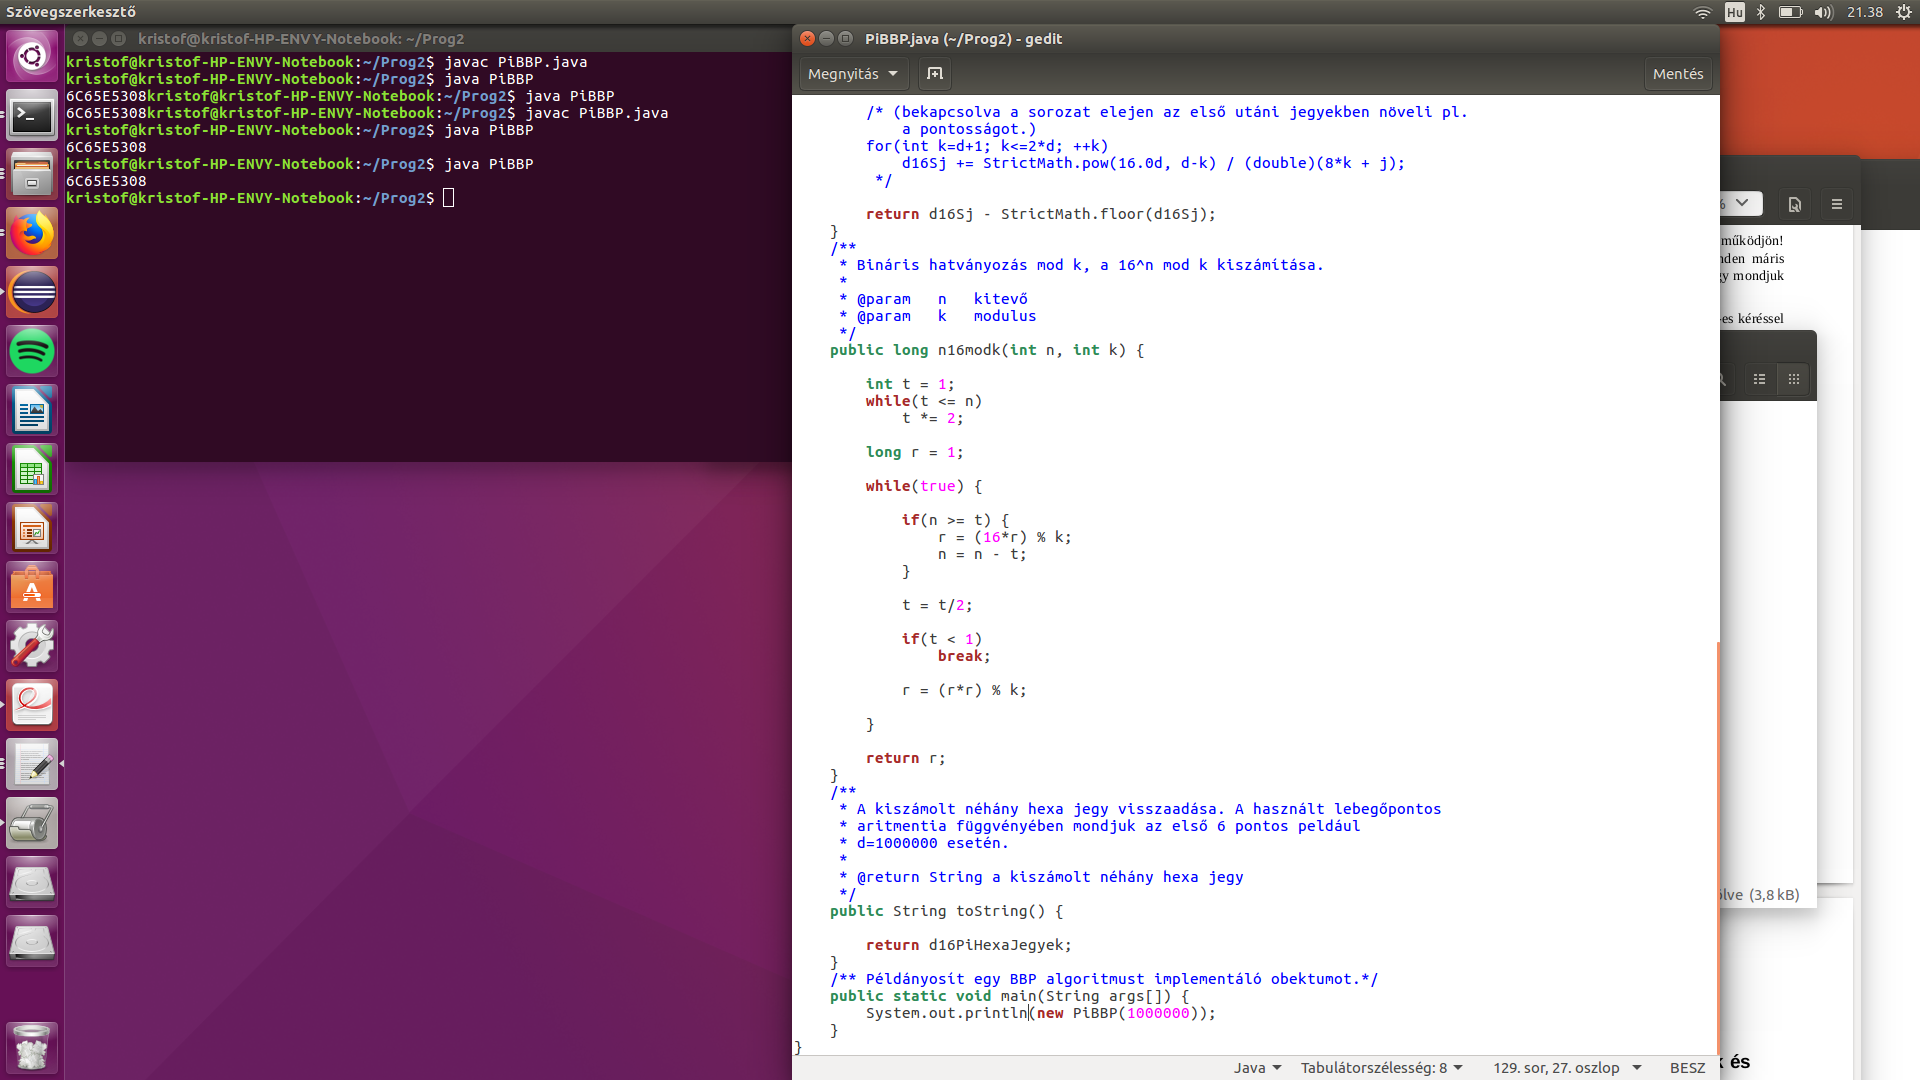 Szövegszerkesztő
Hu
21.38
kristof@kristof-HP-ENVY-Notebook: ~/Prog2
kristof@kristof-HP-ENVY-Notebook:~/Prog2$ javac PiBBP.java
kristof@kristof-HP-ENVY-Notebook:~/Prog2$ java PiBBP
6C65E5308kristof@kristof-HP-ENVY-Notebook:~/Prog2$ java PiBBP
6C65E5308kristof@kristof-HP-ENVY-Notebook:~/Prog2$ javac PiBBP.java
kristof@kristof-HP-ENVY-Notebook:~/Prog2$ java PiBBP
6C65E5308
kristof@kristof-HP-ENVY-Notebook:~/Prog2$ java PiBBP
6C65E5308
kristof@kristof-HP-ENVY-Notebook:~/Prog2$
PiBBP.java (~/Prog2) - gedit
Megnyitás
Mentés
/* (bekapcsolva a sorozat elejen az első utáni jegyekben növeli pl.
a pontosságot.)
for(int k=d+1; k<=2*d; ++k)
d16Sj += StrictMath.pow(16.0d, d-k) / (double)(8*k + j);
*/
return d16Sj - StrictMath.floor(d16Sj);
}
/**
* Bináris hatványozás mod k, a 16^n mod k kiszámítása.
*
* @param   n   kitevő
* @param   k   modulus
*/
public long n16modk(int n, int k) {
int t = 1;
while(t <= n)
t *= 2;
long r = 1;
while(true) {
if(n >= t) {
r = (16*r) % k;
n = n - t;
}
t = t/2;
if(t < 1)
break;
r = (r*r) % k;
}
return r;
}
/**
* A kiszámolt néhány hexa jegy visszaadása. A használt lebegőpontos
* aritmentia függvényében mondjuk az első 6 pontos például
* d=1000000 esetén.
*
* @return String a kiszámolt néhány hexa jegy
*/
public String toString() {
return d16PiHexaJegyek;
}
/** Példányosít egy BBP algoritmust implementáló obektumot.*/
public static void main(String args[]) {
System.out.println(new PiBBP(1000000));
}
}
Java
Tabulátorszélesség: 8
129. sor, 27. oszlop
BESZ
%
működjön!
máris
mondjuk
-es kéréssel
(3,8 kB)
és